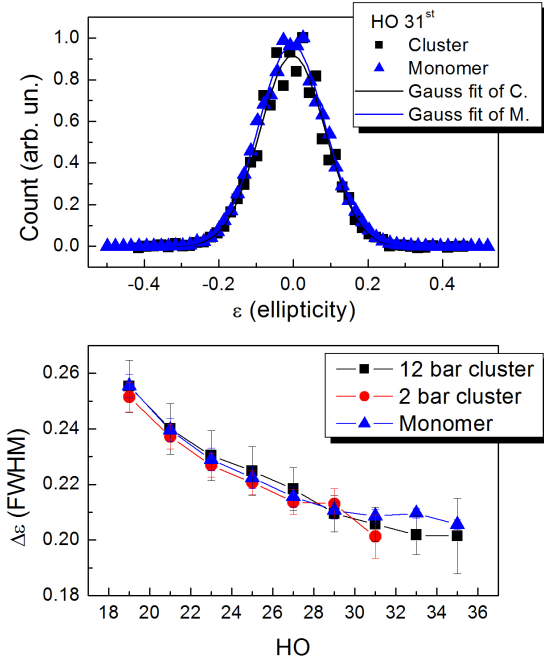 HO 31st
Cluster
Monomer
Gauss fit of C.
Gauss fit of M.
1.0
0.8
0.6
0.4
0.2
0.0
Count (arb. un.)
-0.4 -0.2 0.0 0.2 0.4
ε (ellipticity)
12 bar cluster
2 bar cluster
Monomer
0.26
0.24
0.22
0.20
0.18
Δε (FWHM)
18 20 22 24 26 28 30 32 34 36
HO